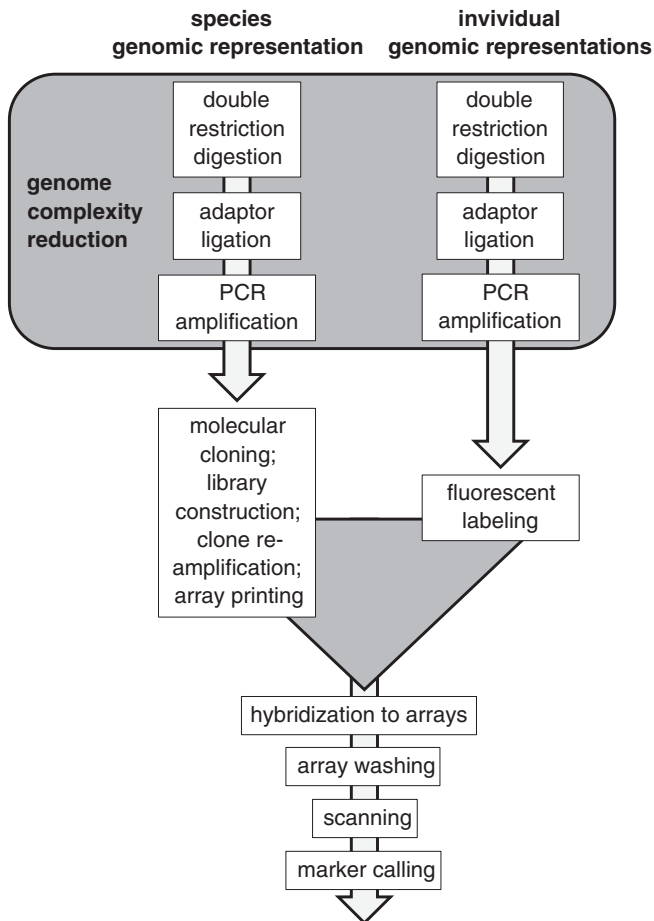 species
genomic representation
invividual
genomic representations
genome
complexity
reduction
double
restriction
digestion
adaptor
ligation
PCR
amplification
double
restriction
digestion
adaptor
ligation
PCR
amplification
molecular
cloning;
library
construction;
clone re-
amplification;
array printing
fluorescent
labeling
hybridization to arrays
array washing
scanning
marker calling